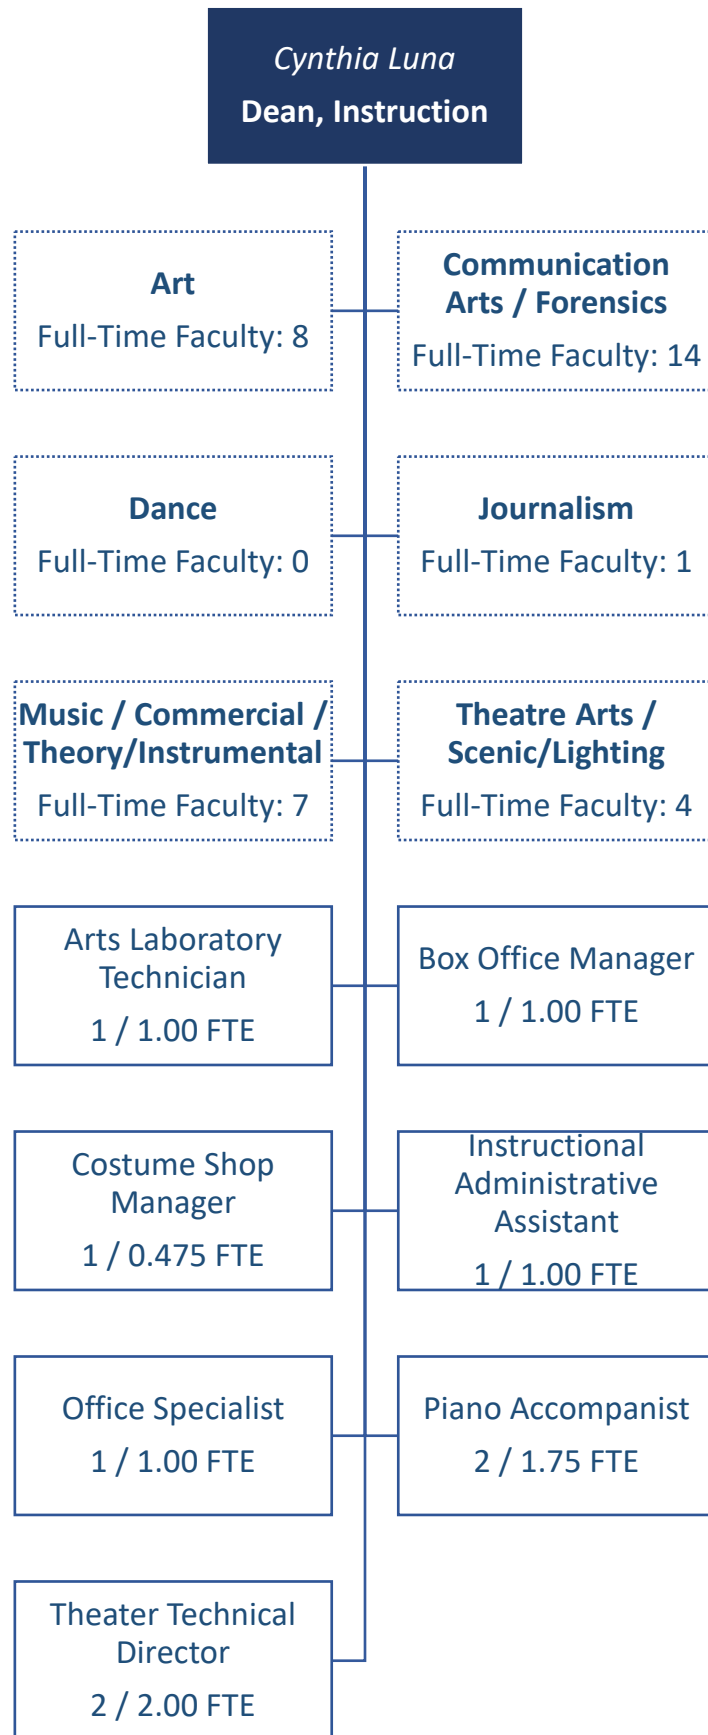 Cynthia Luna
Dean, Instruction
Art
Full-Time Faculty: 8
Communication
Arts / Forensics
Full-Time Faculty: 14
Dance
Full-Time Faculty: 0
Journalism
Full-Time Faculty: 1
Music / Commercial /
Theory/Instrumental
Full-Time Faculty: 7
Theatre Arts /
Scenic/Lighting
Full-Time Faculty: 4
Arts Laboratory
Technician
1 / 1.00 FTE
Box Office Manager
1 / 1.00 FTE
Costume Shop
Manager
1 / 0.475 FTE
Instructional
Administrative
Assistant
1 / 1.00 FTE
Office Specialist
1 / 1.00 FTE
Piano Accompanist
2 / 1.75 FTE
Theater Technical
Director
2 / 2.00 FTE